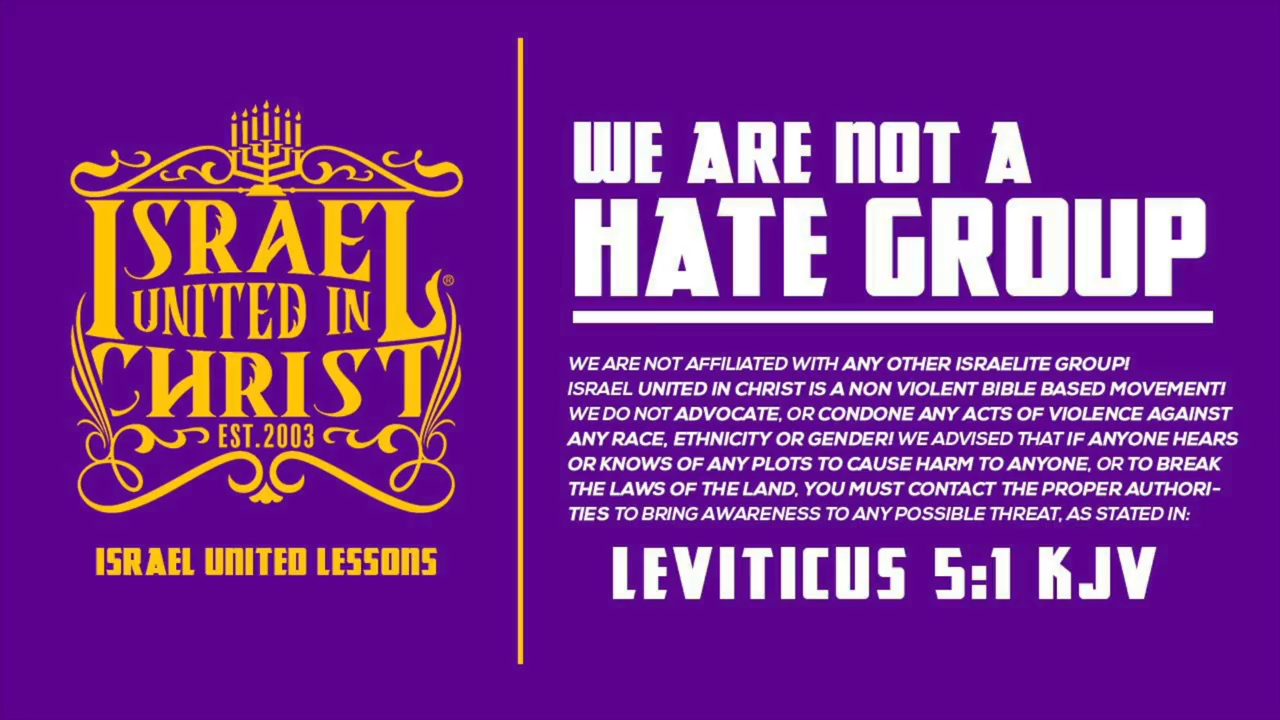 ISRAEL
UNITED IN
CHRIST
®
EST.2003
ISRAEL UNITED LESSONS
WE ARE NOT A
HATE GROUP
WE ARE NOT AFFILIATED WITH ANY OTHER ISRAELITE GROUP!
ISRAEL UNITED IN CHRIST IS A NON VIOLENT BIBLE BASED MOVEMENT!
WE DO NOT ADVOCATE, OR CONDONE ANY ACTS OF VIOLENCE AGAINST
ANY RACE, ETHNICITY OR GENDER! WE ADVISED THAT IF ANYONE HEARS
OR KNOWS OF ANY PLOTS TO CAUSE HARM TO ANYONE, OR TO BREAK
THE LAWS OF THE LAND, YOU MUST CONTACT THE PROPER AUTHORI-
TIES TO BRING AWARENESS TO ANY POSSIBLE THREAT, AS STATED IN:
LEVITICUS 5:1 KJV